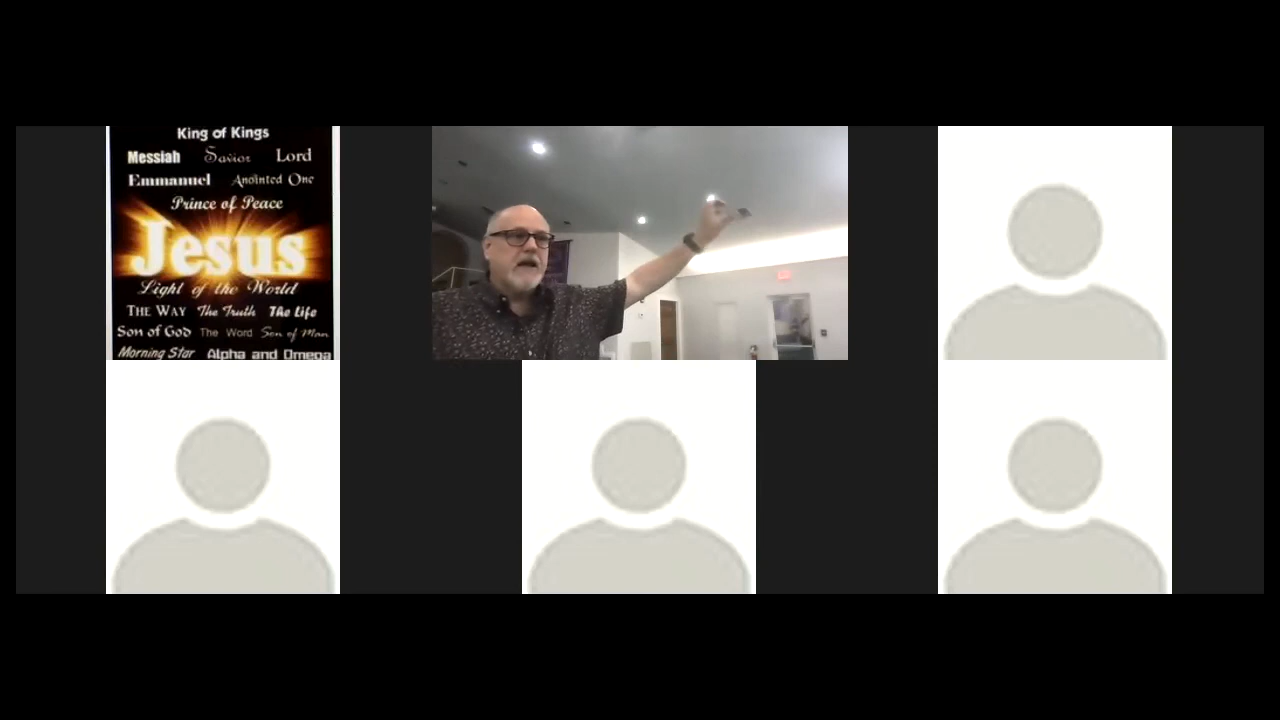 King of Kings
Messiah Savior Lord
Emmanuel Anointed One
Prince of Peace
Jesus
Light of the World
THE WAY The Truth The Life
Son of God The Word Son of Man
Morning Star Alpha and Omega